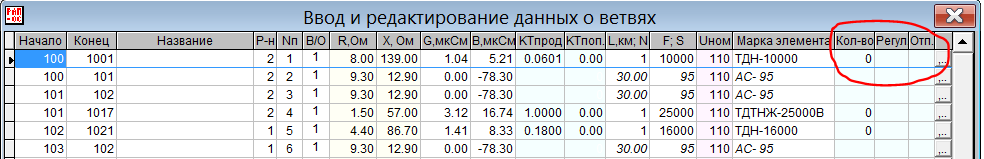 РАП -ОС Ввод и редактирование данных о ветвях
Начало Конец Название Р-н Nп В/О R,Ом X, Ом G,мкСм B,мкСм КТпрод КТпоп. L,км; N F; S Uном Марка элемента Кол-во Регул Отп.
100 1001 2 1 1 8.00 139.00 1.04 5.21 0.0601 0.00 1 10000 110 ТДН-10000 0 ...
100 101 2 2 1 9.30 12.90 0.00 -78.30 30.00 95 110 АС- 95 ...
101 102 2 3 1 9.30 12.90 0.00 -78.30 30.00 95 110 АС- 95 ...
101 1017 2 4 1 1.50 57.00 3.12 16.74 1.0000 0.00 1 25000 110 ТДТНЖ-25000В 0 ...
102 1021 1 5 1 4.40 86.70 1.41 8.33 0.1800 0.00 1 16000 110 ТДН-16000 0 ...
103 102 1 6 1 9.30 12.90 0.00 -78.30 30.00 95 110 АС- 95 ...